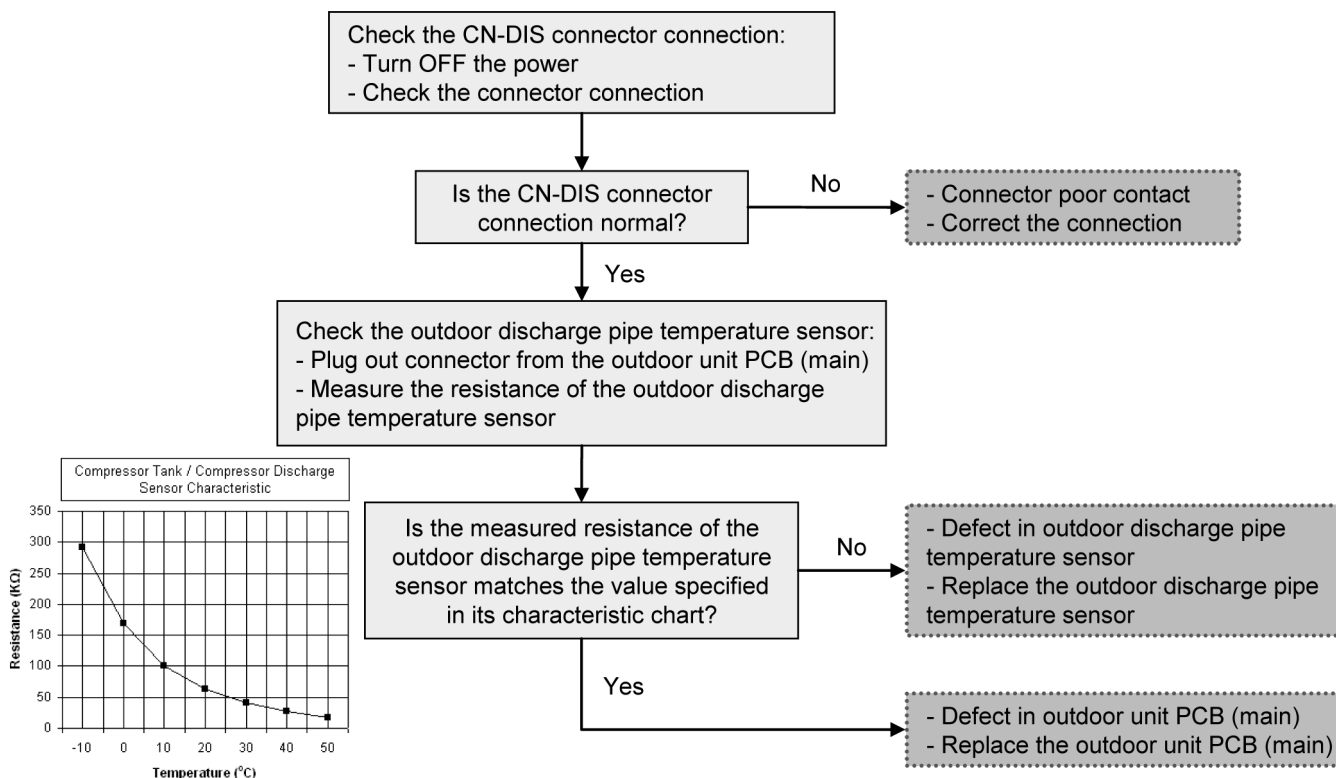 Check the CN-DIS connector connection:
- Turn OFF the power
- Check the connector connection
Is the CN-DIS connector
connection normal?
No
- Connector poor contact
- Correct the connection
Yes
Check the outdoor discharge pipe temperature sensor:
- Plug out connector from the outdoor unit PCB (main)
- Measure the resistance of the outdoor discharge
pipe temperature sensor
Compressor Tank / Compressor Discharge
Sensor Characteristic
350
300
250
200
150
100
50
0
Resistance (KΩ)
-10 0 10 20 30 40 50
Temperature (°C)
Is the measured resistance of the
outdoor discharge pipe temperature
sensor matches the value specified
in its characteristic chart?
No
- Defect in outdoor discharge pipe
temperature sensor
- Replace the outdoor discharge pipe
temperature sensor
Yes
- Defect in outdoor unit PCB (main)
- Replace the outdoor unit PCB (main)